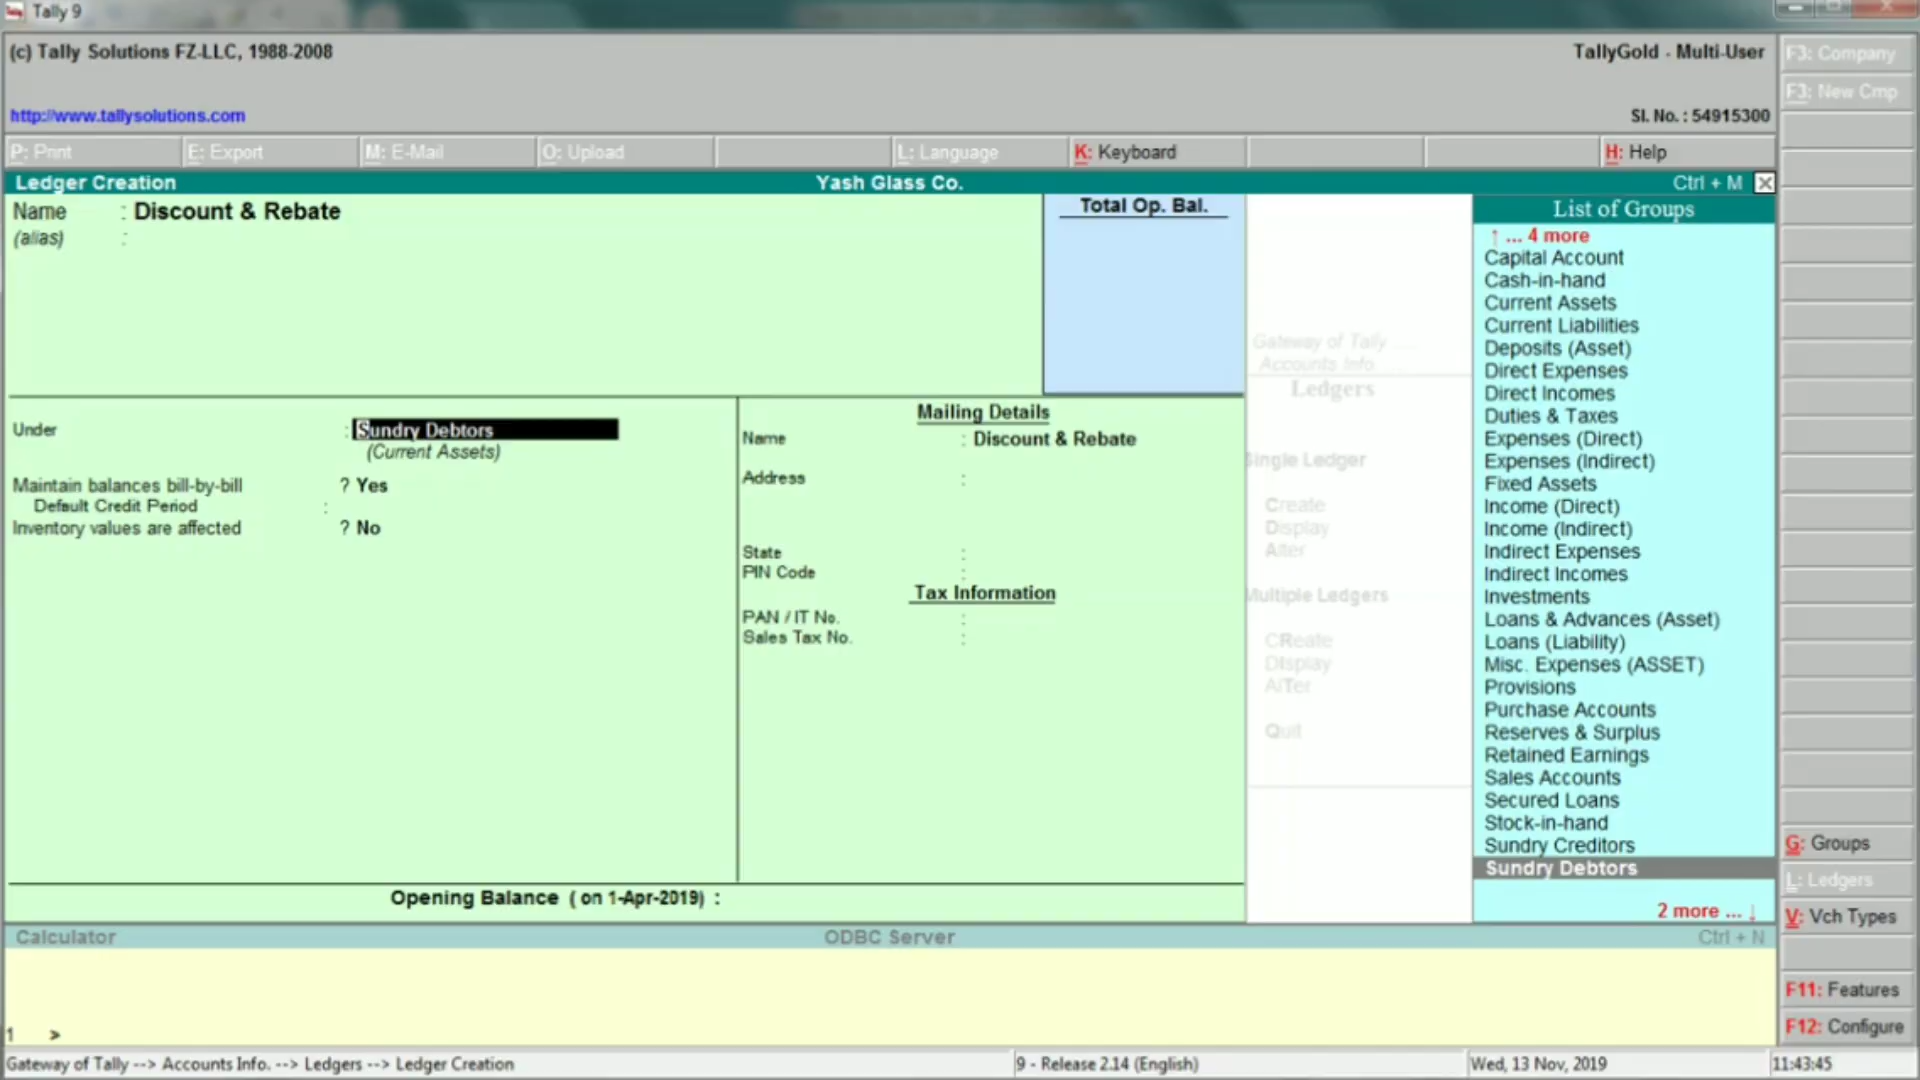 Tally 9
(c) Tally Solutions FZ-LLC, 1988-2008
TallyGold - Multi-User
http://www.tallysolutions.com
Sl. No. : 54915300
P: Print
E: Export
M: E-Mail
O: Upload
L: Language
K: Keyboard
H: Help
Ledger Creation
Yash Glass Co.
Ctrl + M
Name : Discount & Rebate
(alias) :
Total Op. Bal.
Under : Sundry Debtors
(Current Assets)
Maintain balances bill-by-bill ? Yes
Default Credit Period :
Inventory values are affected ? No
Mailing Details
Name : Discount & Rebate
Address :
State :
PIN Code :
Tax Information
PAN / IT No. :
Sales Tax No. :
Opening Balance ( on 1-Apr-2019) :
Gateway of Tally ....
Accounts Info. ....
Ledgers
Single Ledger
Create
Display
Alter
Multiple Ledgers
CReate
DIsplay
AlTer
Quit
List of Groups
↑ ... 4 more
Capital Account
Cash-in-hand
Current Assets
Current Liabilities
Deposits (Asset)
Direct Expenses
Direct Incomes
Duties & Taxes
Expenses (Direct)
Expenses (Indirect)
Fixed Assets
Income (Direct)
Income (Indirect)
Indirect Expenses
Indirect Incomes
Investments
Loans & Advances (Asset)
Loans (Liability)
Misc. Expenses (ASSET)
Provisions
Purchase Accounts
Reserves & Surplus
Retained Earnings
Sales Accounts
Secured Loans
Stock-in-hand
Sundry Creditors
Sundry Debtors
2 more ... ↓
F3: Company
F3: New Cmp
G: Groups
L: Ledgers
V: Vch Types
F11: Features
F12: Configure
Calculator
ODBC Server
Ctrl + N
1 >
Gateway of Tally --> Accounts Info. --> Ledgers --> Ledger Creation
9 - Release 2.14 (English)
Wed, 13 Nov, 2019
11:43:45